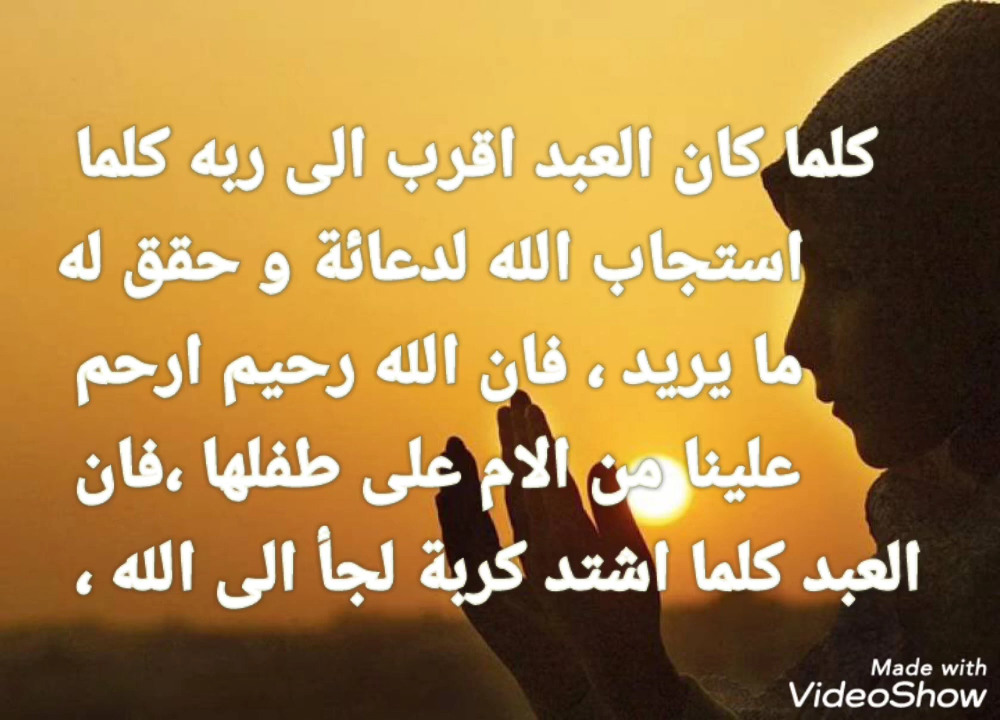 كلما كان العبد اقرب الى ربه كلما
استجاب الله لدعائة و حقق له
ما يريد ، فان الله رحيم ارحم
علينا من الام على طفلها ،فان
العبد كلما اشتد كربة لجأ الى الله ،
Made with
VideoShow